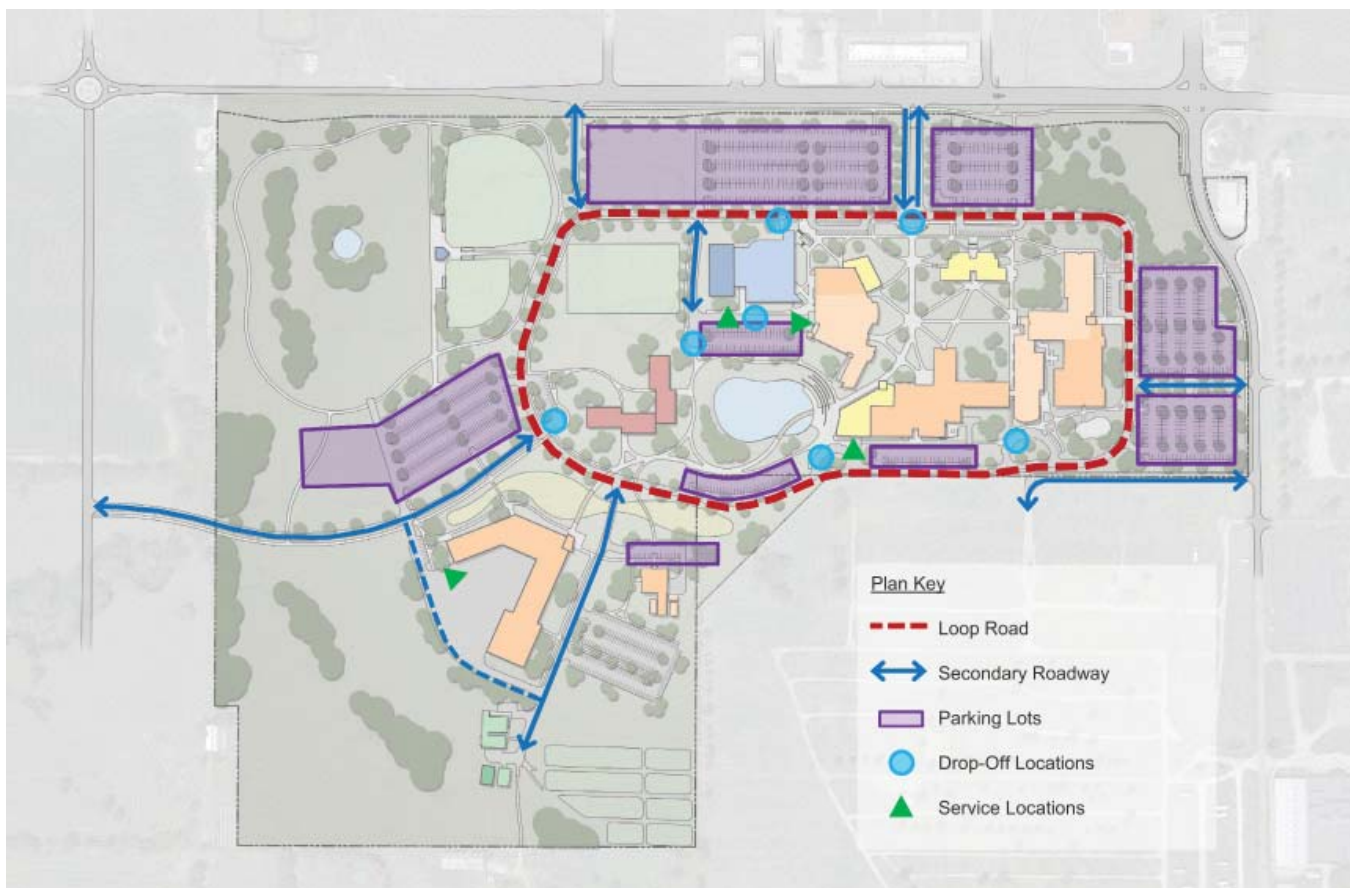 Plan Key
Loop Road
Secondary Roadway
Parking Lots
Drop-Off Locations
Service Locations